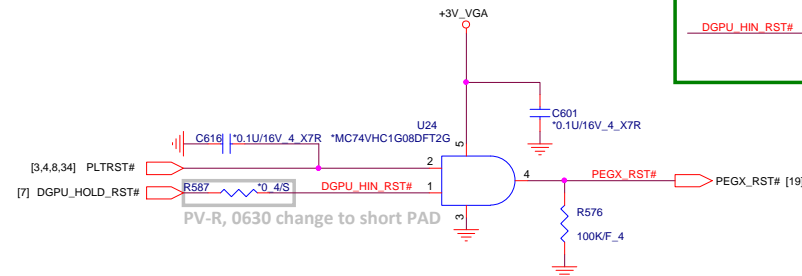 +3V_VGA
DGPU_HIN_RST#
C601
*0.1U/16V_4_X7R
U24
*MC74VHC1G08DFT2G
C616
*0.1U/16V_4_X7R
5
[3,4,8,34] PLTRST#
2
[7] DGPU_HOLD_RST#
R587
*0_4/S
DGPU_HIN_RST#
1
4
PEGX_RST#
PEGX_RST# [19]
3
PV-R, 0630 change to short PAD
R576
100K/F_4